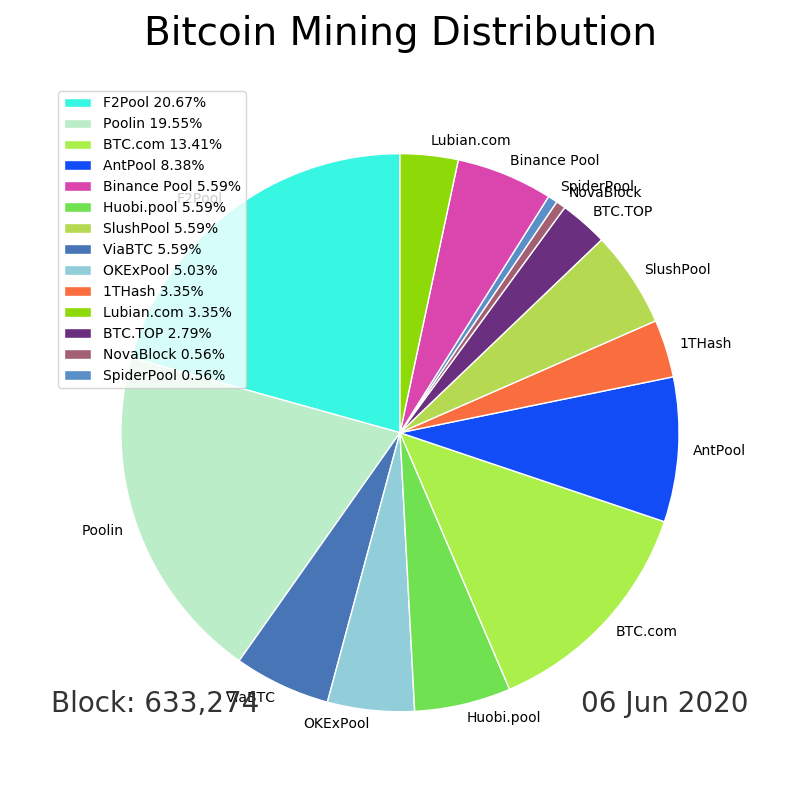 Bitcoin Mining Distribution
F2Pool 20.67%
Poolin 19.55%
BTC.com 13.41%
AntPool 8.38%
Binance Pool 5.59%
Huobi.pool 5.59%
SlushPool 5.59%
ViaBTC 5.59%
OKExPool 5.03%
1THash 3.35%
Lubian.com 3.35%
BTC.TOP 2.79%
NovaBlock 0.56%
SpiderPool 0.56%
F2Pool
Lubian.com
Binance Pool
SpiderPool
NovaBlock
BTC.TOP
SlushPool
1THash
AntPool
Poolin
BTC.com
ViaBTC
OKExPool
Huobi.pool
Block: 633,274
06 Jun 2020